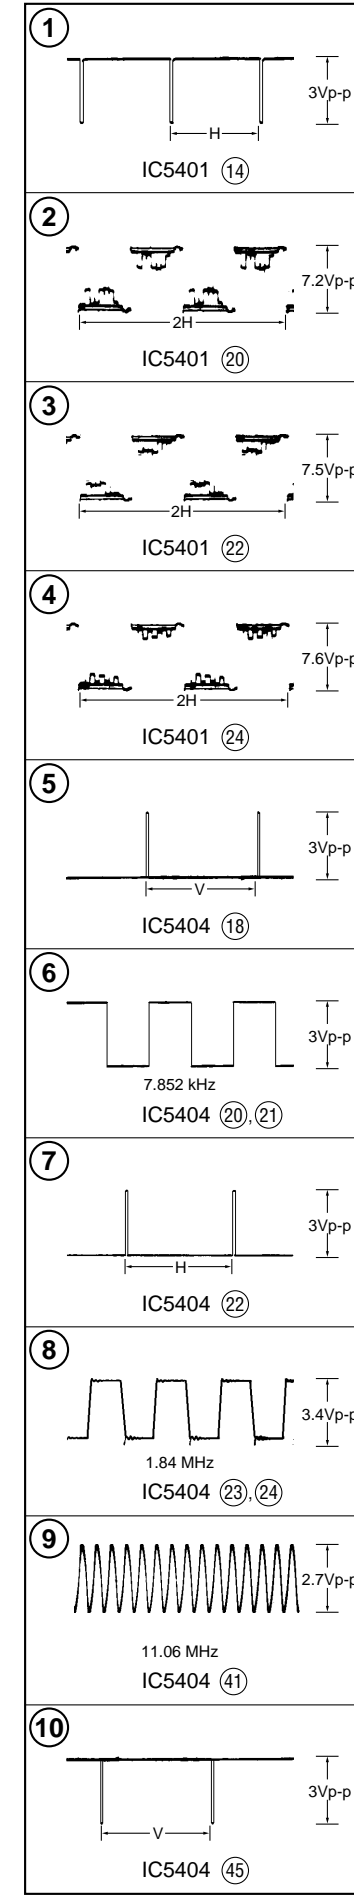 1
3Vp-p
H
IC5401 14
2
7.2Vp-p
2H
IC5401 20
3
7.5Vp-p
2H
IC5401 22
4
7.6Vp-p
2H
IC5401 24
5
3Vp-p
V
IC5404 18
6
3Vp-p
7.852 kHz
IC5404 20, 21
7
3Vp-p
H
IC5404 22
8
3.4Vp-p
1.84 MHz
IC5404 23, 24
9
2.7Vp-p
11.06 MHz
IC5404 41
10
3Vp-p
V
IC5404 45